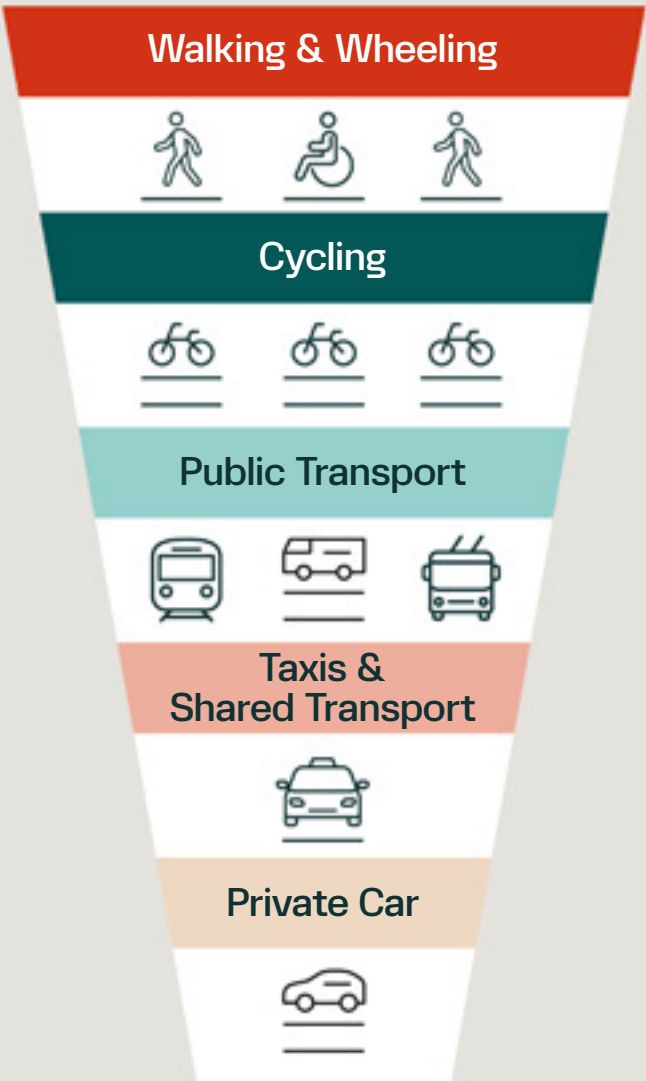 Walking & Wheeling
Cycling
Public Transport
Taxis &
Shared Transport
Private Car